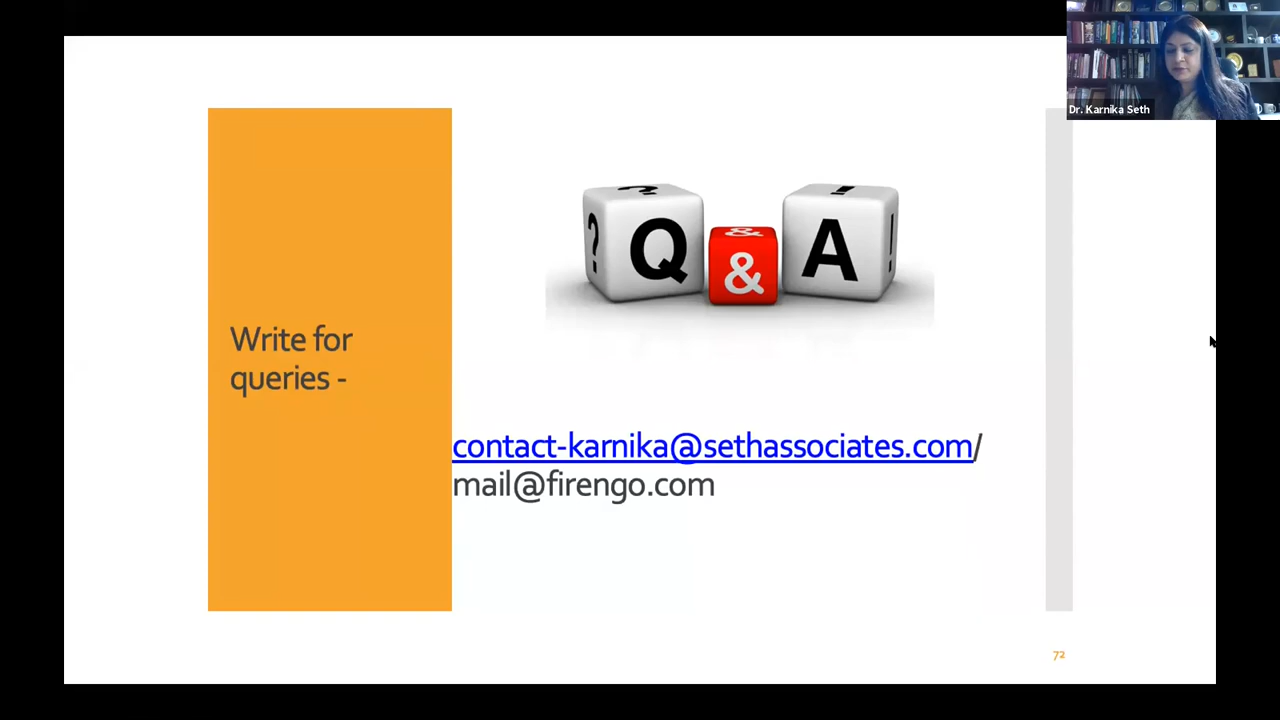 Dr. Karnika Seth
? ! &
? Q & A !
Write for
queries -
contact-karnika@sethassociates.com/
mail@firengo.com
72